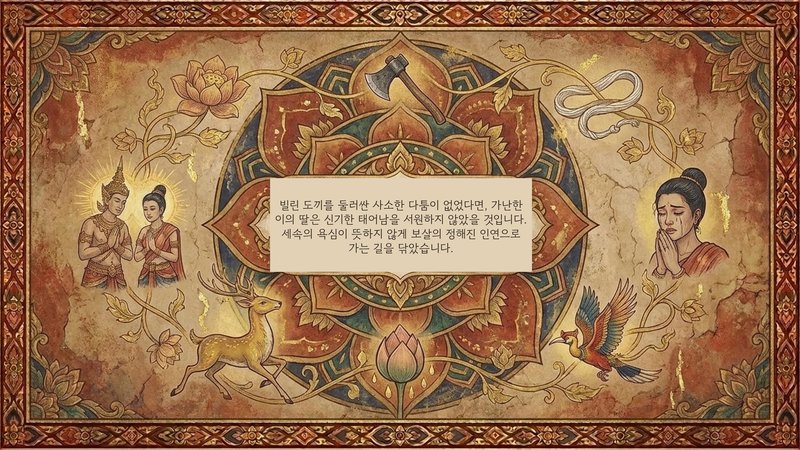 빌린 도끼를 둘러싼 사소한 다툼이 없었다면, 가난한
이의 딸은 신기한 태어남을 서원하지 않았을 것입니다.
세속의 욕심이 뜻하지 않게 보살의 정해진 인연으로
가는 길을 닦았습니다.